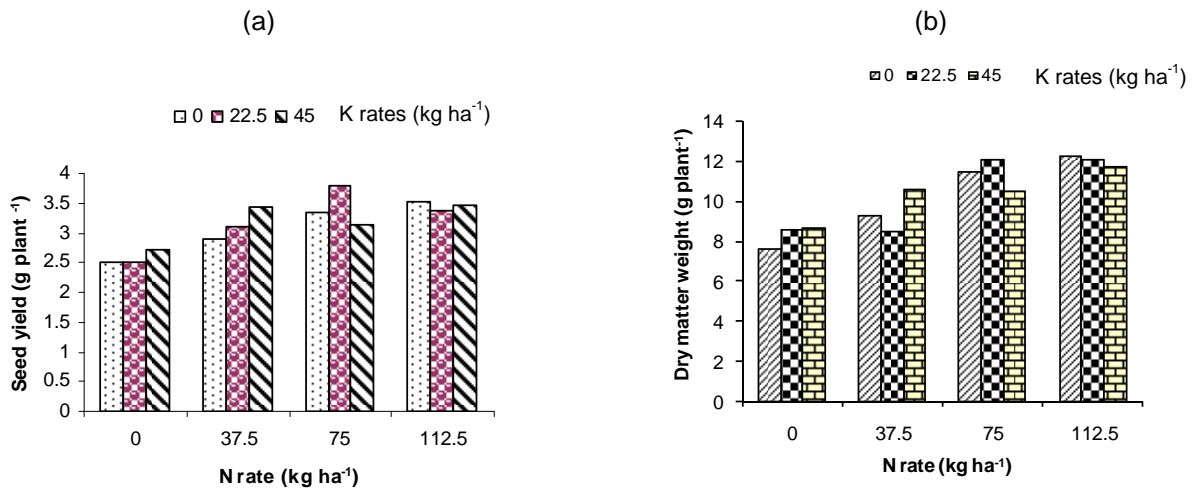 (a)
0 22.5 45 K rates (kg ha⁻¹)
Seed yield (g plant ⁻¹)
4
3.5
3
2.5
2
1.5
1
0.5
0
0 37.5 75 112.5
N rate (kg ha⁻¹)
(b)
0 22.5 45 K rates (kg ha⁻¹)
Dry matter weight (g plant⁻¹)
14
12
10
8
6
4
2
0
0 37.5 75 112.5
N rate (kg ha⁻¹)